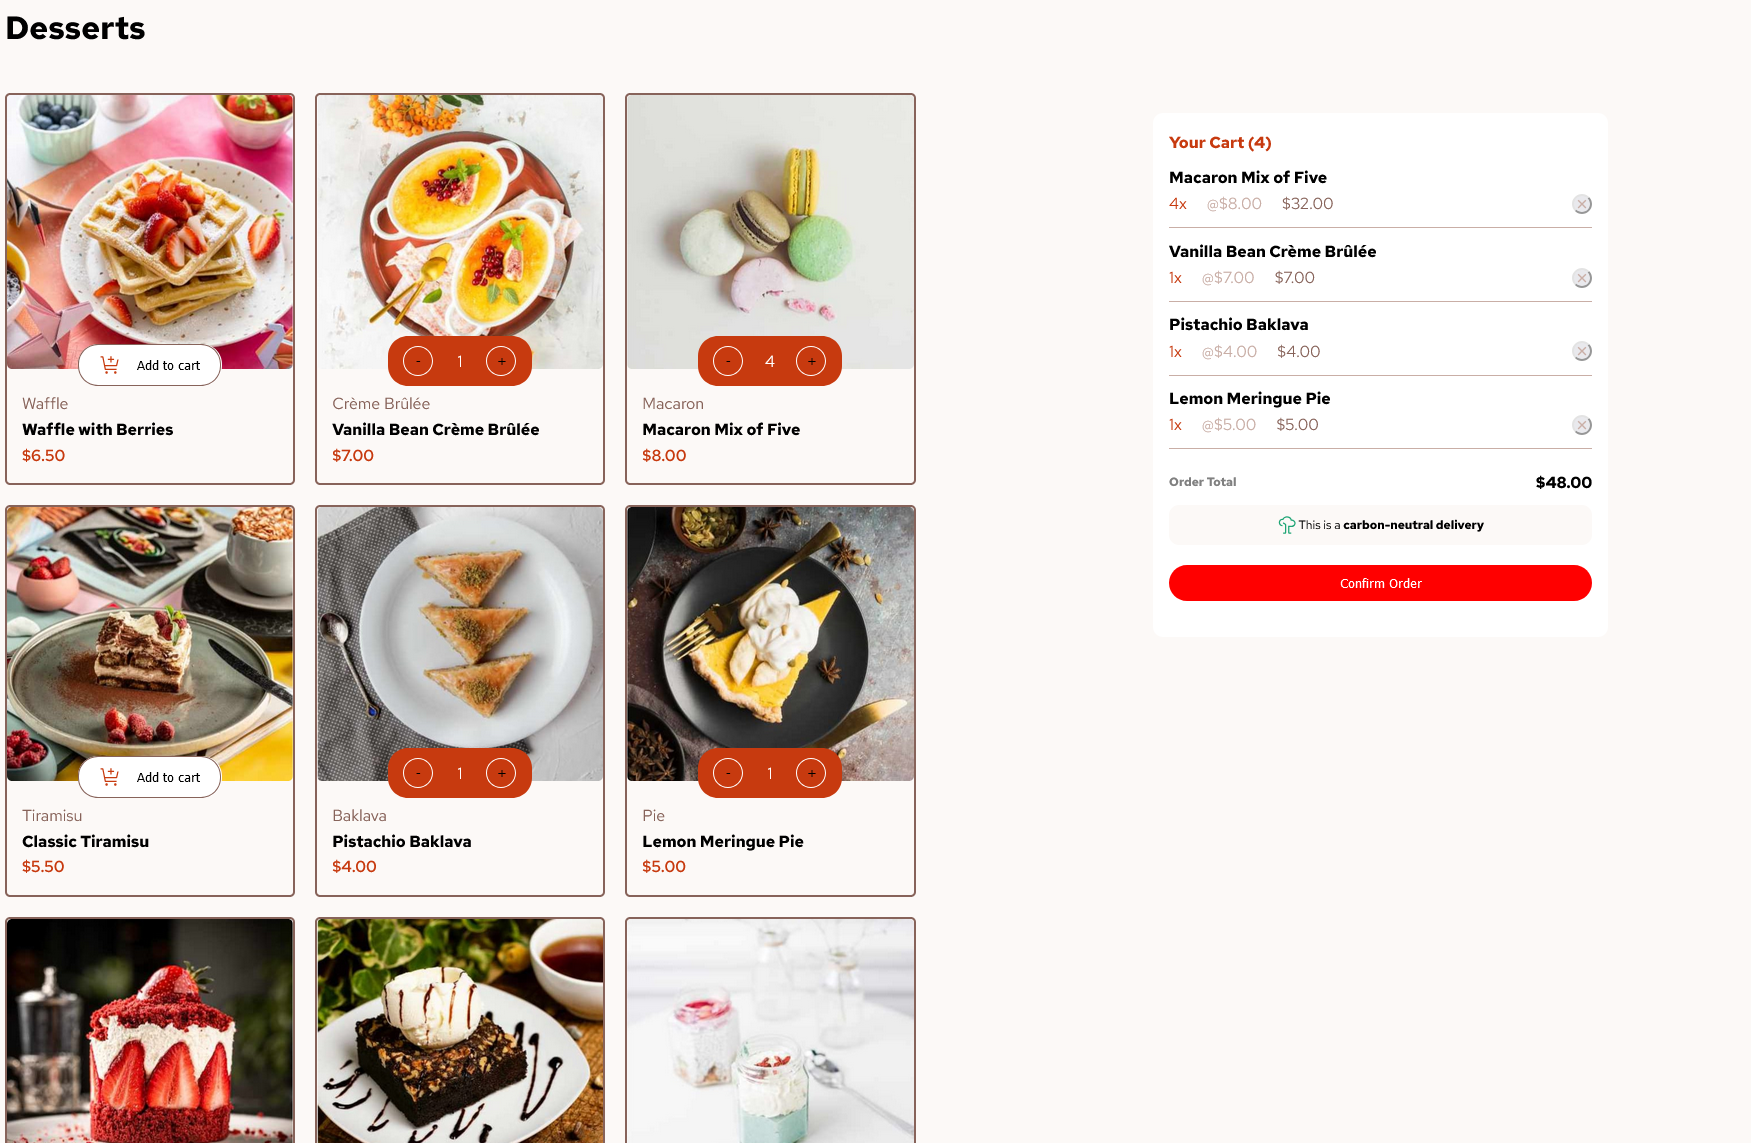 Desserts
Add to cart
Waffle
Waffle with Berries
$6.50
- 1 +
Crème Brûlée
Vanilla Bean Crème Brûlée
$7.00
- 4 +
Macaron
Macaron Mix of Five
$8.00
Add to cart
Tiramisu
Classic Tiramisu
$5.50
- 1 +
Baklava
Pistachio Baklava
$4.00
- 1 +
Pie
Lemon Meringue Pie
$5.00
Your Cart (4)
Macaron Mix of Five
4x @$8.00 $32.00
Vanilla Bean Crème Brûlée
1x @$7.00 $7.00
Pistachio Baklava
1x @$4.00 $4.00
Lemon Meringue Pie
1x @$5.00 $5.00
Order Total $48.00
This is a carbon-neutral delivery
Confirm Order